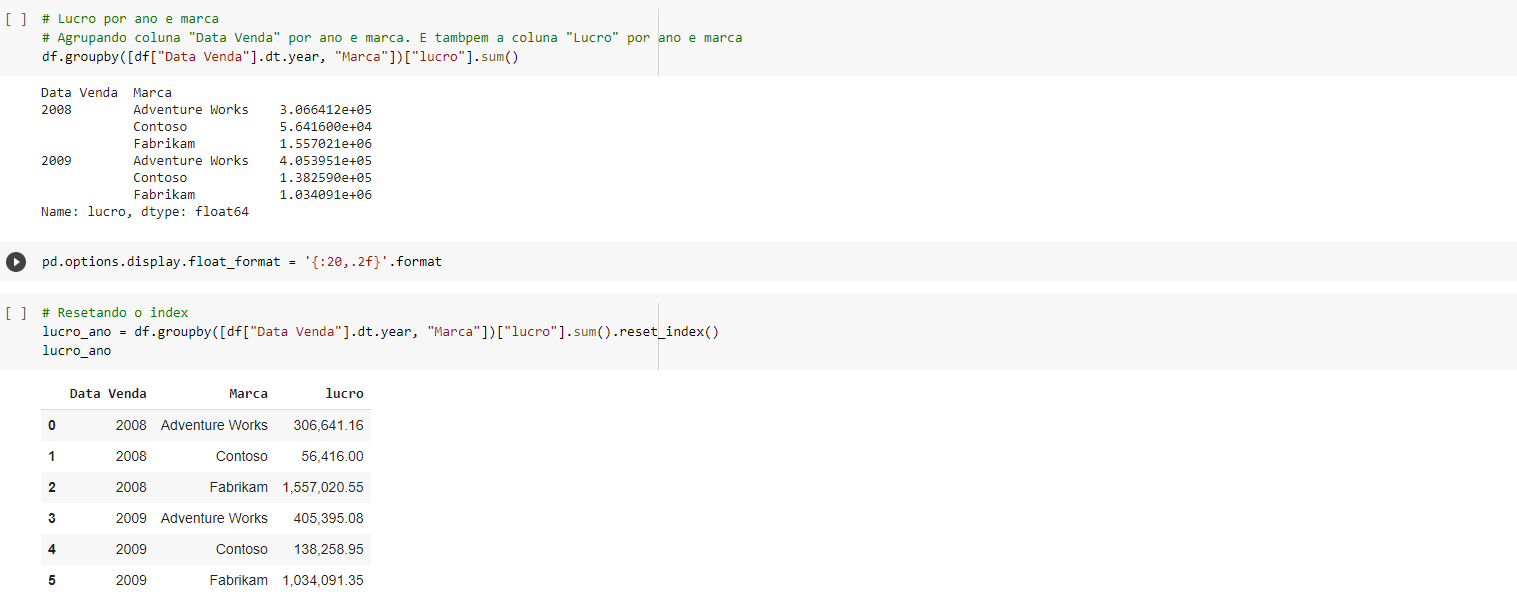 [ ] # Lucro por ano e marca
# Agrupando coluna "Data Venda" por ano e marca. E tambpem a coluna "Lucro" por ano e marca
df.groupby([df["Data Venda"].dt.year, "Marca"])["lucro"].sum()
Data Venda  Marca
2008        Adventure Works    3.066412e+05
            Contoso            5.641600e+04
            Fabrikam           1.557021e+06
2009        Adventure Works    4.053951e+05
            Contoso            1.382590e+05
            Fabrikam           1.034091e+06
Name: lucro, dtype: float64
pd.options.display.float_format = '{:20,.2f}'.format
[ ] # Resetando o index
lucro_ano = df.groupby([df["Data Venda"].dt.year, "Marca"])["lucro"].sum().reset_index()
lucro_ano
Data Venda Marca lucro
0 2008 Adventure Works 306,641.16
1 2008 Contoso 56,416.00
2 2008 Fabrikam 1,557,020.55
3 2009 Adventure Works 405,395.08
4 2009 Contoso 138,258.95
5 2009 Fabrikam 1,034,091.35